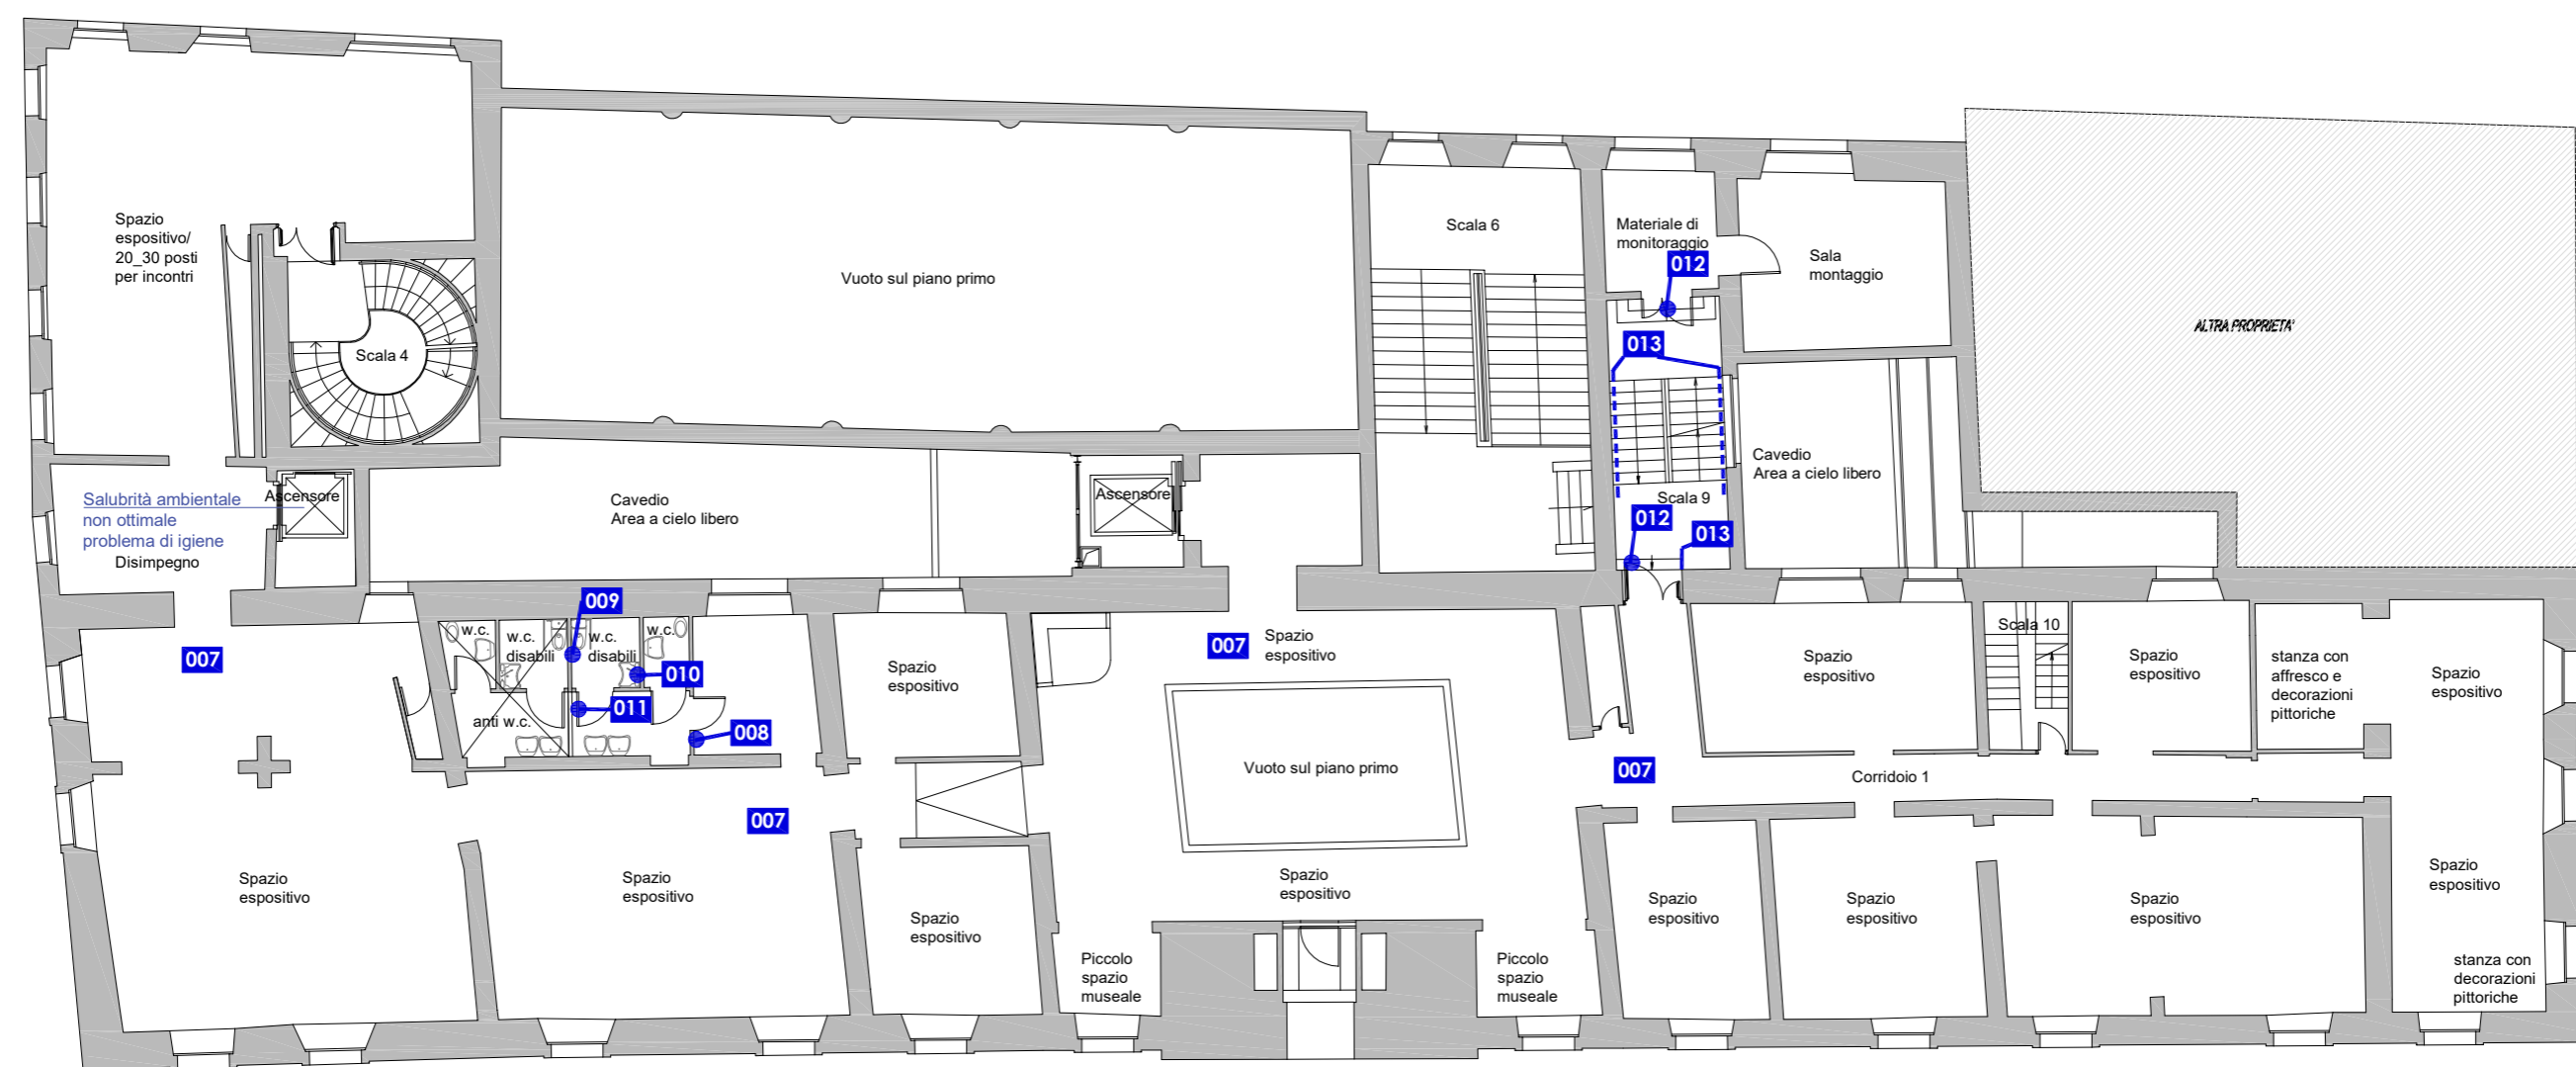 Spazio
espositivo/
20_30 posti
per incontri
Scala 4
Vuoto sul piano primo
Scala 6
Materiale di
monitoraggio
012
Sala
montaggio
ALTRA PROPRIETA'
013
Salubrità ambientale
non ottimale
problema di igiene
Disimpegno
Ascensore
Cavedio
Area a cielo libero
Ascensore
Scala 9
012
013
Cavedio
Area a cielo libero
007
009
w.c.
w.c.
disabili
w.c.
disabili
w.c.
010
011
anti w.c.
008
Spazio
espositivo
007
Spazio
espositivo
Vuoto sul piano primo
007
Spazio
espositivo
Scala 10
Spazio
espositivo
stanza con
affresco e
decorazioni
pittoriche
Spazio
espositivo
Corridoio 1
007
Spazio
espositivo
Spazio
espositivo
Spazio
espositivo
Spazio
espositivo
Piccolo
spazio
museale
Piccolo
spazio
museale
Spazio
espositivo
Spazio
espositivo
Spazio
espositivo
Spazio
espositivo
stanza con
decorazioni
pittoriche